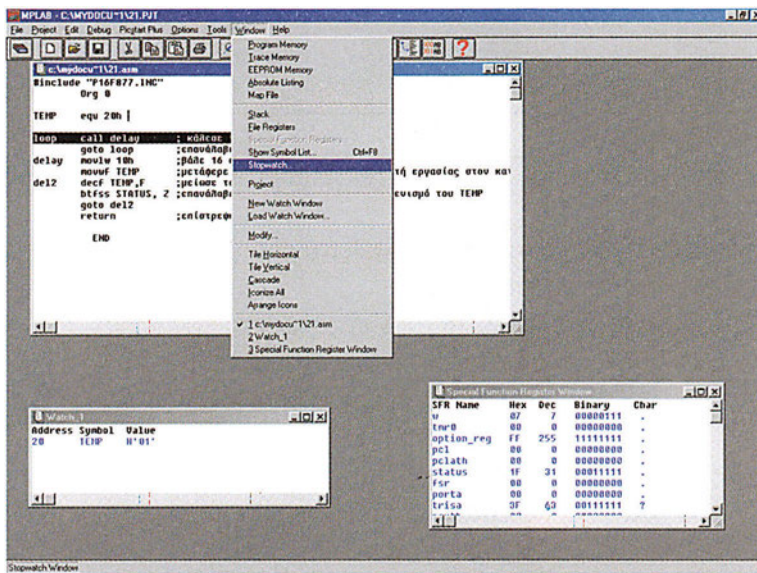 MPLAB - C:\MYDOCU~1\21.PJT
File Project Edit Debug Picstart Plus Options Tools Window Help
c:\mydocu~1\21.asm
#include "P16F877.INC"
Org 0
TEMP equ 20h
loop call delay ; κάλεσε
goto loop ;επανάλαβ
delay movlw 10h ;βάλε 16
movwf TEMP ;μετάφερε τή εργασίας στον κα
del2 decf TEMP,F ;μείωσε τ
btfss STATUS, Z ;επανάλαβ ενισμό του TEMP
goto del2
return ;επίστρεψ
END
Program Memory
Trace Memory
EEPROM Memory
Absolute Listing
Map File
Stack
File Registers
Special Function Registers
Show Symbol List... Ctrl+F8
Stopwatch...
Project
New Watch Window
Load Watch Window...
Modify...
Tile Horizontal
Tile Vertical
Cascade
Iconize All
Arrange Icons
1 c:\mydocu~1\21.asm
2 Watch_1
3 Special Function Register Window
Watch_1
Address Symbol Value
20 TEMP H'01'
Special Function Register Window
SFR Name Hex Dec Binary Char
w 07 7 00000111 .
tmr0 00 0 00000000 .
option_reg FF 255 11111111 .
pcl 00 0 00000000 .
pclath 00 0 00000000 .
status 1F 31 00011111 .
fsr 00 0 00000000 .
porta 00 0 00000000 .
trisa 3F 63 00111111 ?
Stopwatch Window